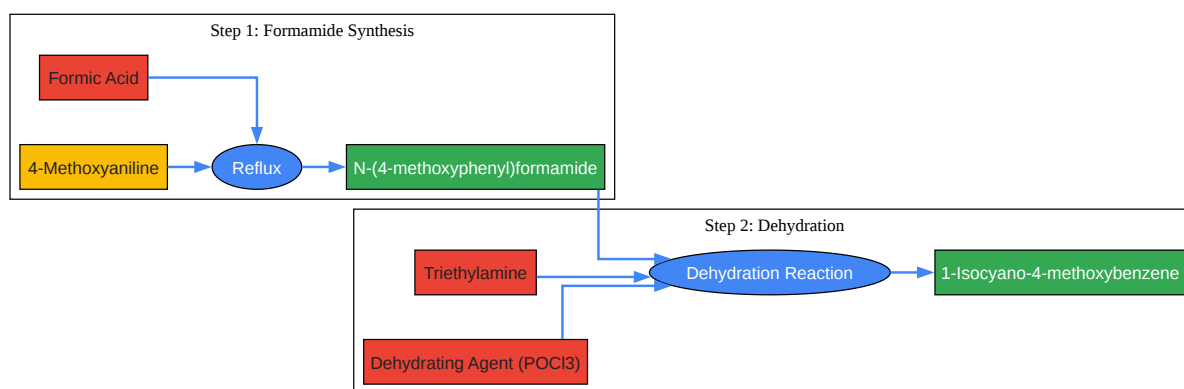 Step 1: Formamide Synthesis
Formic Acid
4-Methoxyaniline
Reflux
N-(4-methoxyphenyl)formamide
Step 2: Dehydration
Triethylamine
Dehydration Reaction
1-Isocyano-4-methoxybenzene
Dehydrating Agent (POCl3)